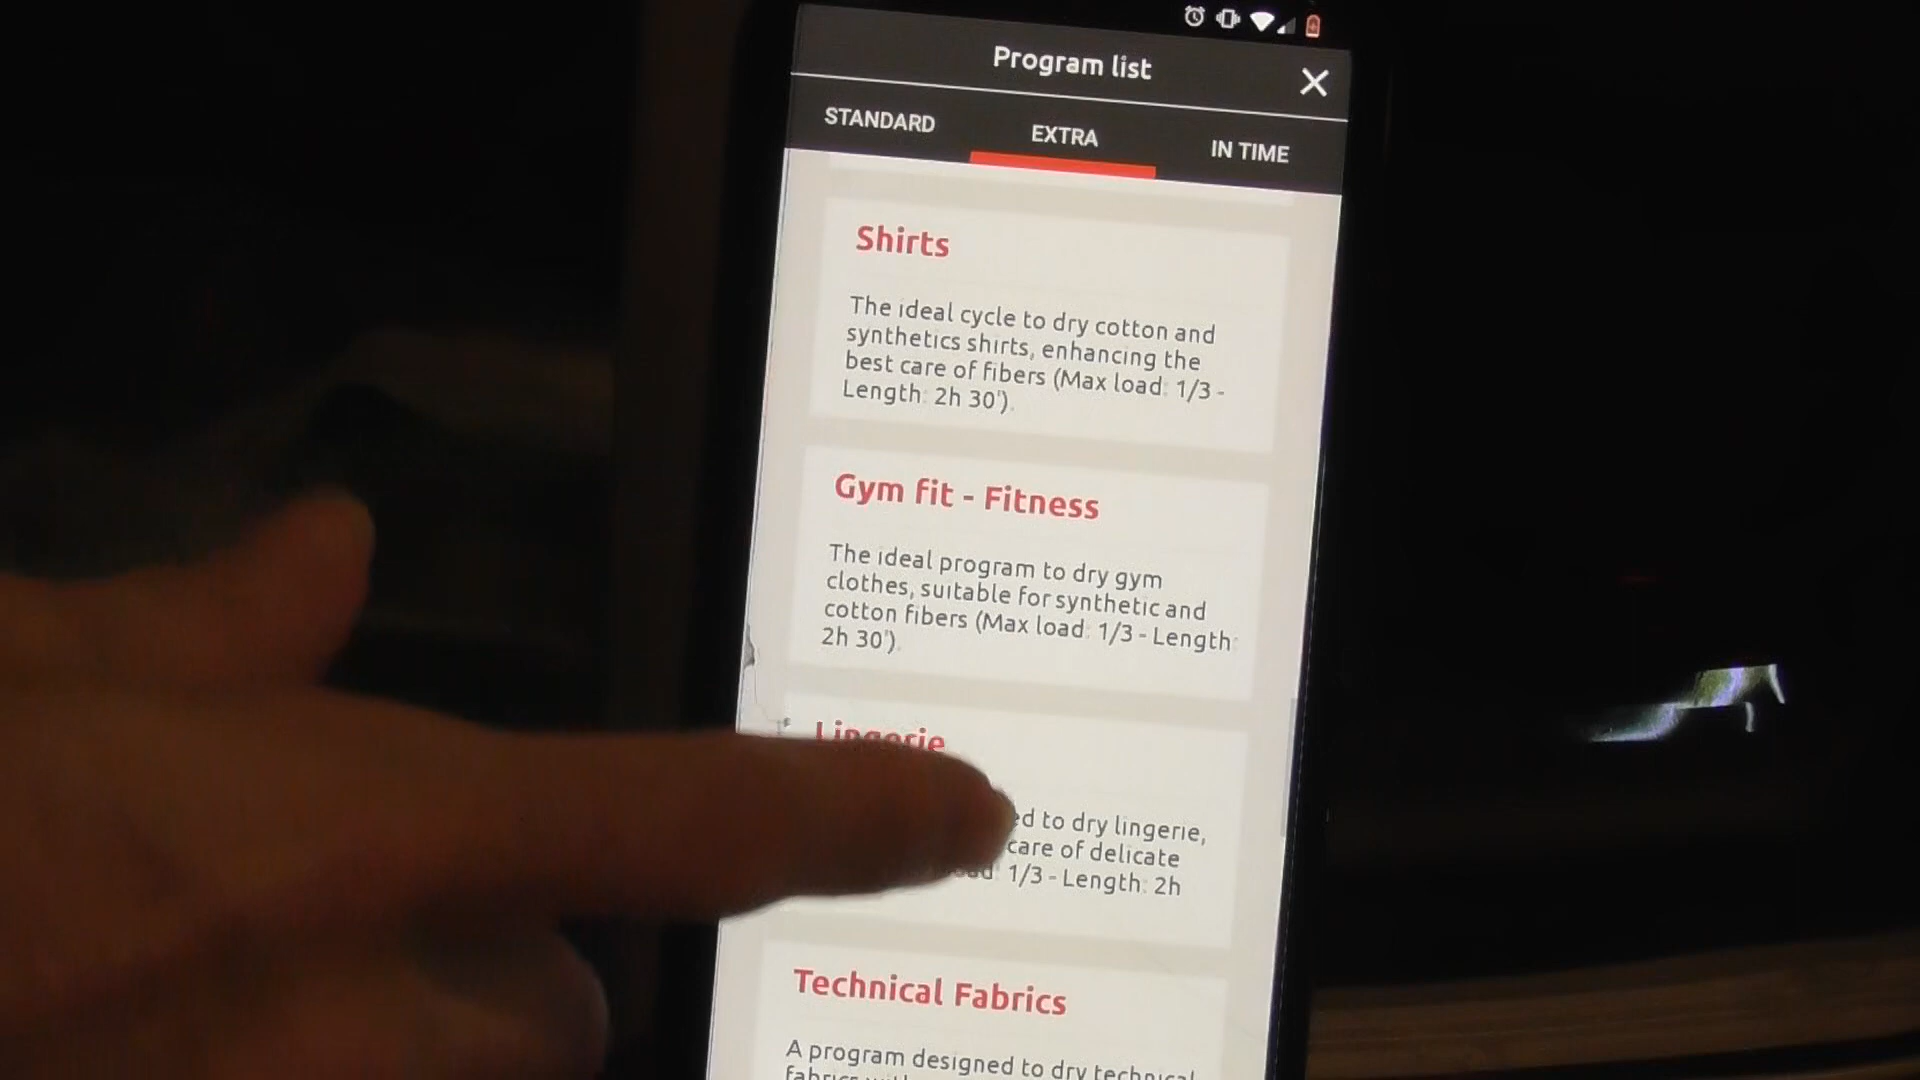 Program list
STANDARD
EXTRA
IN TIME
Shirts
The ideal cycle to dry cotton and
synthetics shirts, enhancing the
best care of fibers (Max load: 1/3 -
Length: 2h 30').
Gym fit - Fitness
The ideal program to dry gym
clothes, suitable for synthetic and
cotton fibers (Max load: 1/3 - Length:
2h 30').
Lingerie
to dry lingerie,
care of delicate
1/3 - Length: 2h
Technical Fabrics
A program designed to dry technical